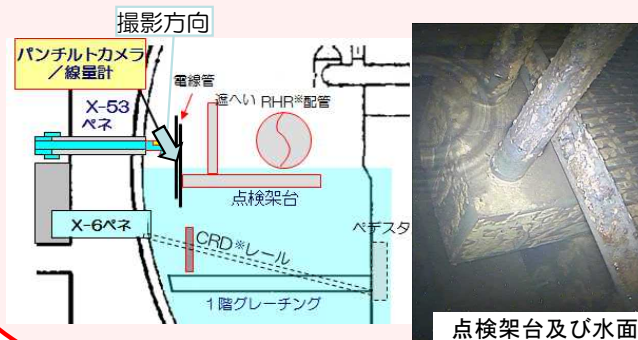 撮影方向
パンチルトカメラ
/線量計
電線管
X-53
ペネ
遮へい
RHR※配管
点検架台
X-6ペネ
CRD※レール
ペデスタ
1階グレーチング
点検架台及び水面